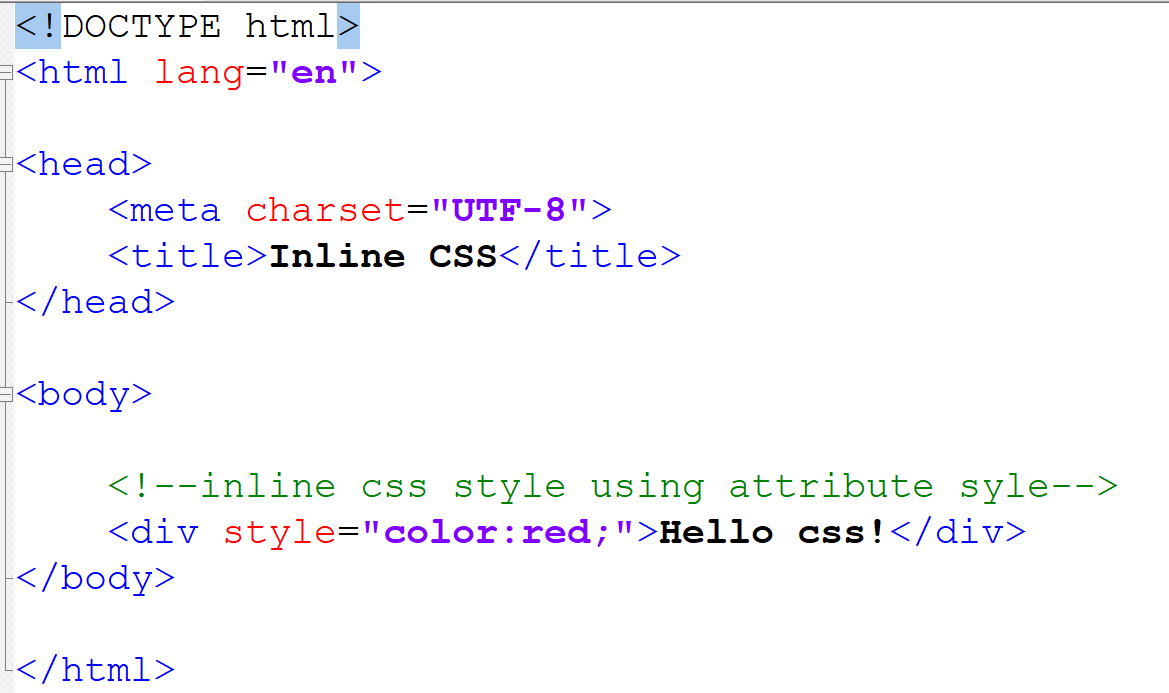 <!DOCTYPE html>
<html lang="en">
<head>
<meta charset="UTF-8">
<title>Inline CSS</title>
</head>
<body>
<!--inline css style using attribute syle-->
<div style="color:red;">Hello css!</div>
</body>
</html>